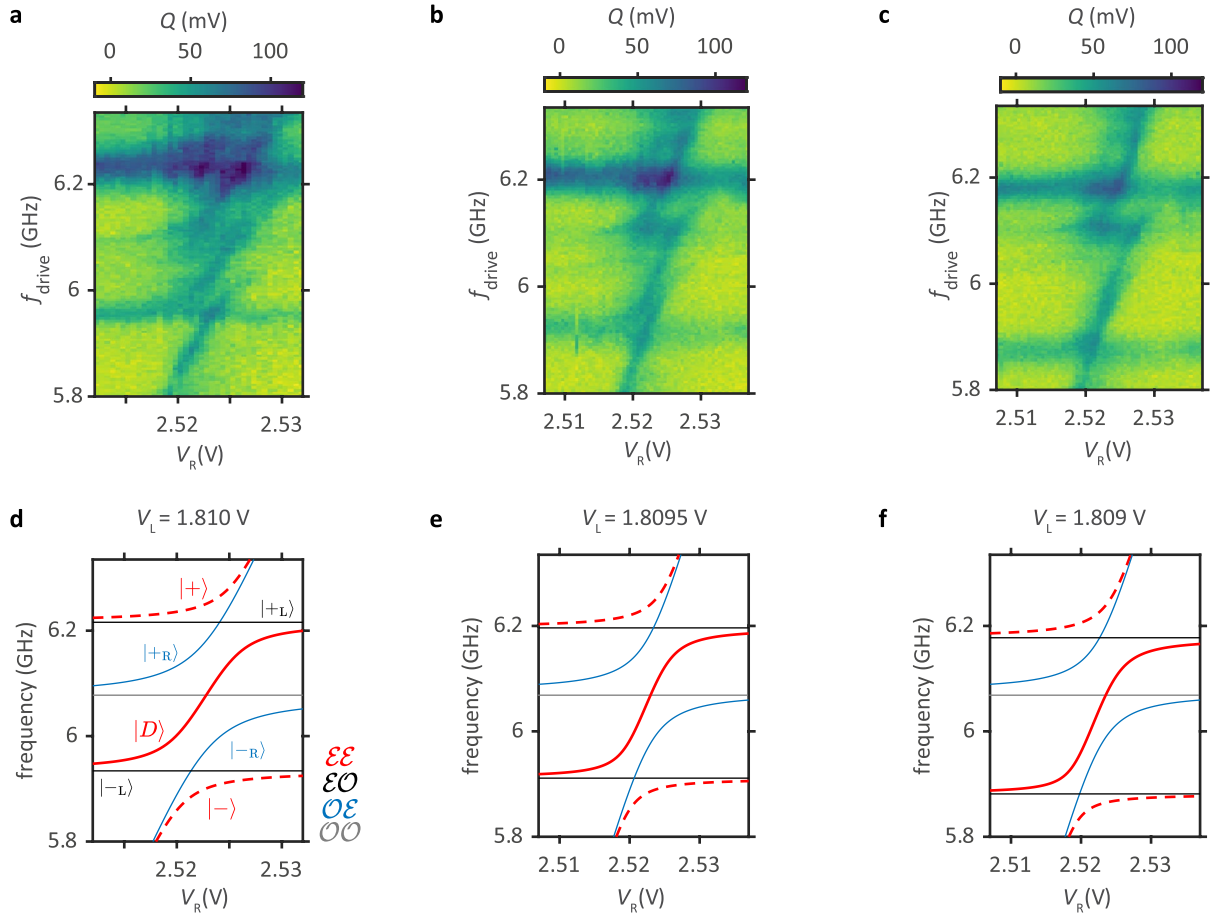 a
Q (mV)
0 50 100
6.2
6
5.8
f_drive (GHz)
2.52 2.53
V_R(V)
b
Q (mV)
0 50 100
6.2
6
5.8
f_drive (GHz)
2.51 2.52 2.53
V_R(V)
c
Q (mV)
0 50 100
6.2
6
5.8
f_drive (GHz)
2.51 2.52 2.53
V_R(V)
d
V_L = 1.810 V
|+⟩
|+_L⟩
|+_R⟩
|D⟩
|−_R⟩
|−_L⟩
|−⟩
6.2
6
5.8
frequency (GHz)
2.52 2.53
V_R(V)
ℰℰ
ℰ𝒪
𝒪ℰ
𝒪𝒪
e
V_L = 1.8095 V
6.2
6
5.8
frequency (GHz)
2.51 2.52 2.53
V_R(V)
f
V_L = 1.809 V
6.2
6
5.8
frequency (GHz)
2.51 2.52 2.53
V_R(V)